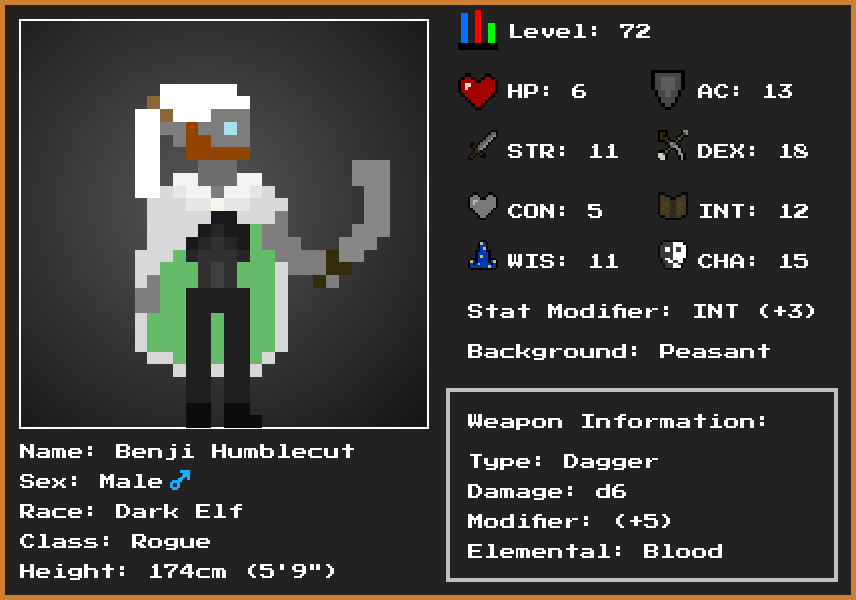 Level: 72
HP: 6
AC: 13
STR: 11
DEX: 18
CON: 5
INT: 12
WIS: 11
CHA: 15
Stat Modifier: INT (+3)
Background: Peasant
Weapon Information:
Type: Dagger
Damage: d6
Modifier: (+5)
Elemental: Blood
Name: Benji Humblecut
Sex: Male♂
Race: Dark Elf
Class: Rogue
Height: 174cm (5'9")